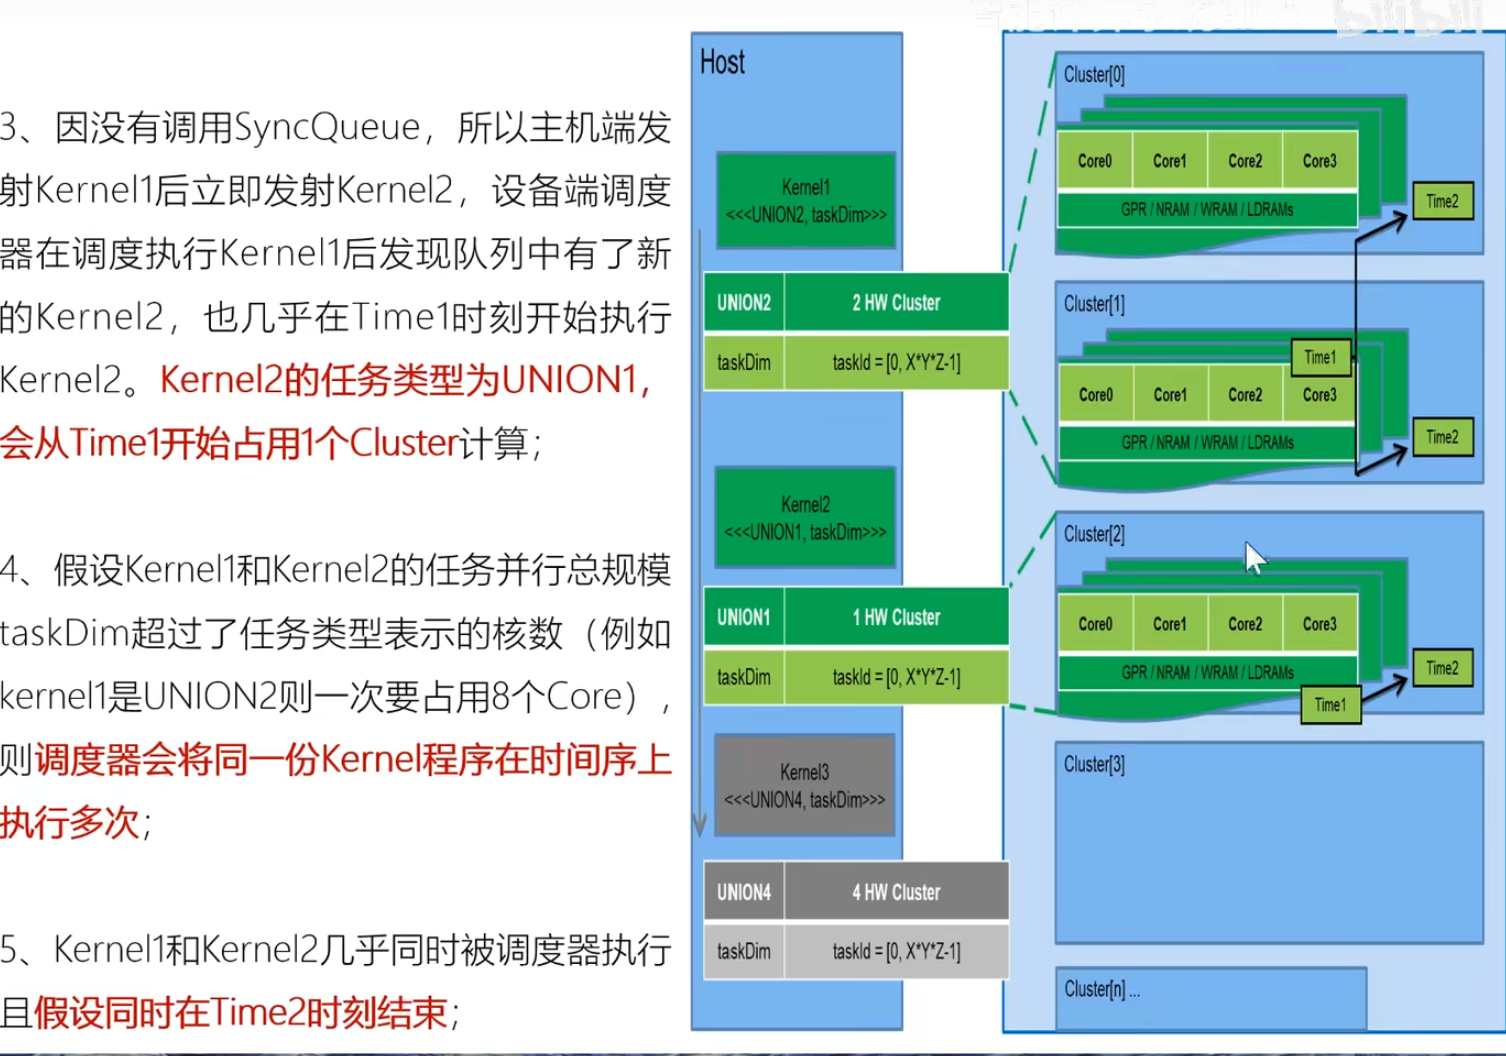 3、因没有调用SyncQueue，所以主机端发
射Kernel1后立即发射Kernel2，设备端调度
器在调度执行Kernel1后发现队列中有了新
的Kernel2，也几乎在Time1时刻开始执行
Kernel2。Kernel2的任务类型为UNION1，
会从Time1开始占用1个Cluster计算；
4、假设Kernel1和Kernel2的任务并行总规模
taskDim超过了任务类型表示的核数（例如
kernel1是UNION2则一次要占用8个Core），
则调度器会将同一份Kernel程序在时间序上
执行多次；
5、Kernel1和Kernel2几乎同时被调度器执行
且假设同时在Time2时刻结束；
Host
Kernel1
<<<UNION2, taskDim>>>
UNION2 2 HW Cluster
taskDim taskId = [0, X*Y*Z-1]
Kernel2
<<<UNION1, taskDim>>>
UNION1 1 HW Cluster
taskDim taskId = [0, X*Y*Z-1]
Kernel3
<<<UNION4, taskDim>>>
UNION4 4 HW Cluster
taskDim taskId = [0, X*Y*Z-1]
bilibili
Cluster[0]
Core0 Core1 Core2 Core3
GPR / NRAM / WRAM / LDRAMs
Time2
Cluster[1]
Time1
Core0 Core1 Core2 Core3
GPR / NRAM / WRAM / LDRAMs
Time2
Cluster[2]
Core0 Core1 Core2 Core3
GPR / NRAM / WRAM / LDRAMs
Time2
Time1
Cluster[3]
Cluster[n] ...